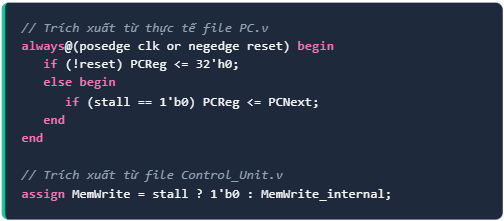 // Trích xuất từ thực tế file PC.v
always@(posedge clk or negedge reset) begin
if (!reset) PCReg <= 32'h0;
else begin
if (stall == 1'b0) PCReg <= PCNext;
end
end
// Trích xuất từ file Control_Unit.v
assign MemWrite = stall ? 1'b0 : MemWrite_internal;